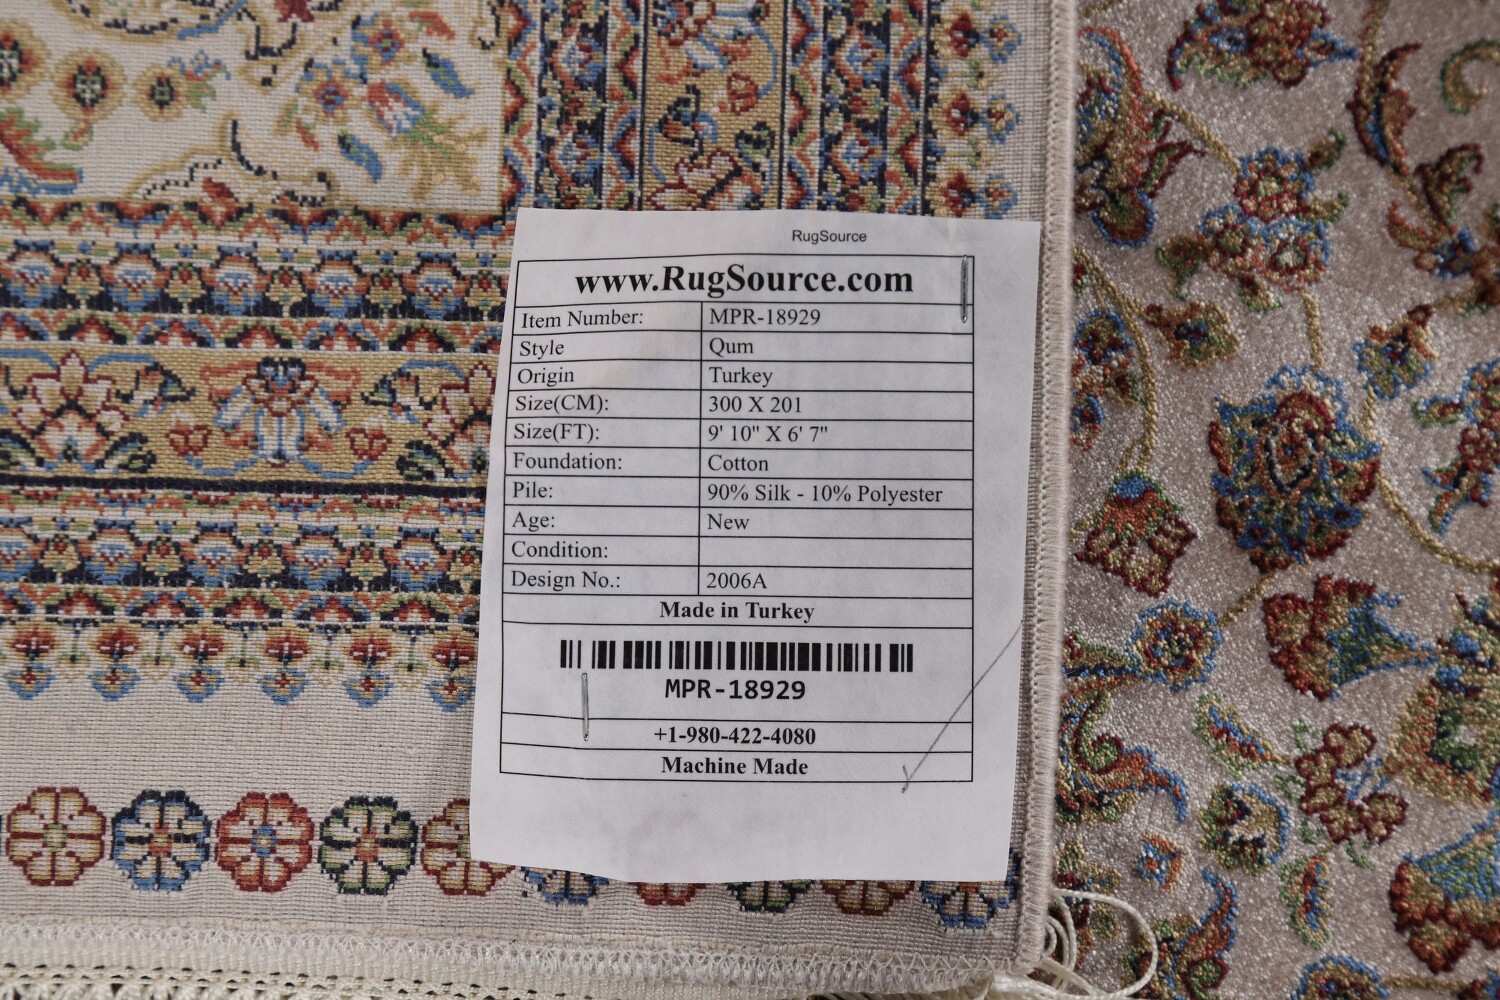 RugSource
www.RugSource.com
Item Number: MPR-18929
Style Qum
Origin Turkey
Size(CM): 300 X 201
Size(FT): 9' 10" X 6' 7"
Foundation: Cotton
Pile: 90% Silk - 10% Polyester
Age: New
Condition:
Design No.: 2006A
Made in Turkey
MPR-18929
+1-980-422-4080
Machine Made